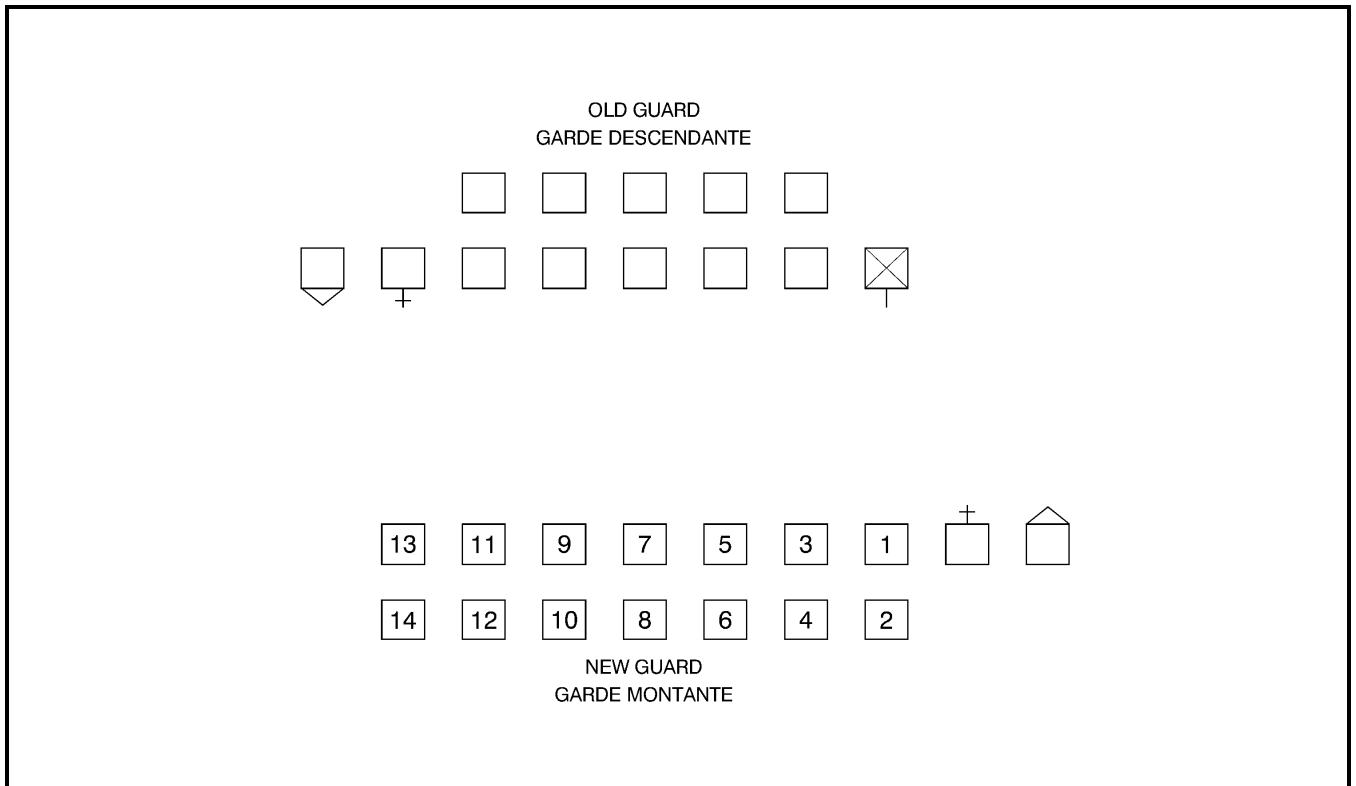 OLD GUARD
GARDE DESCENDANTE
13 11 9 7 5 3 1
14 12 10 8 6 4 2
NEW GUARD
GARDE MONTANTE